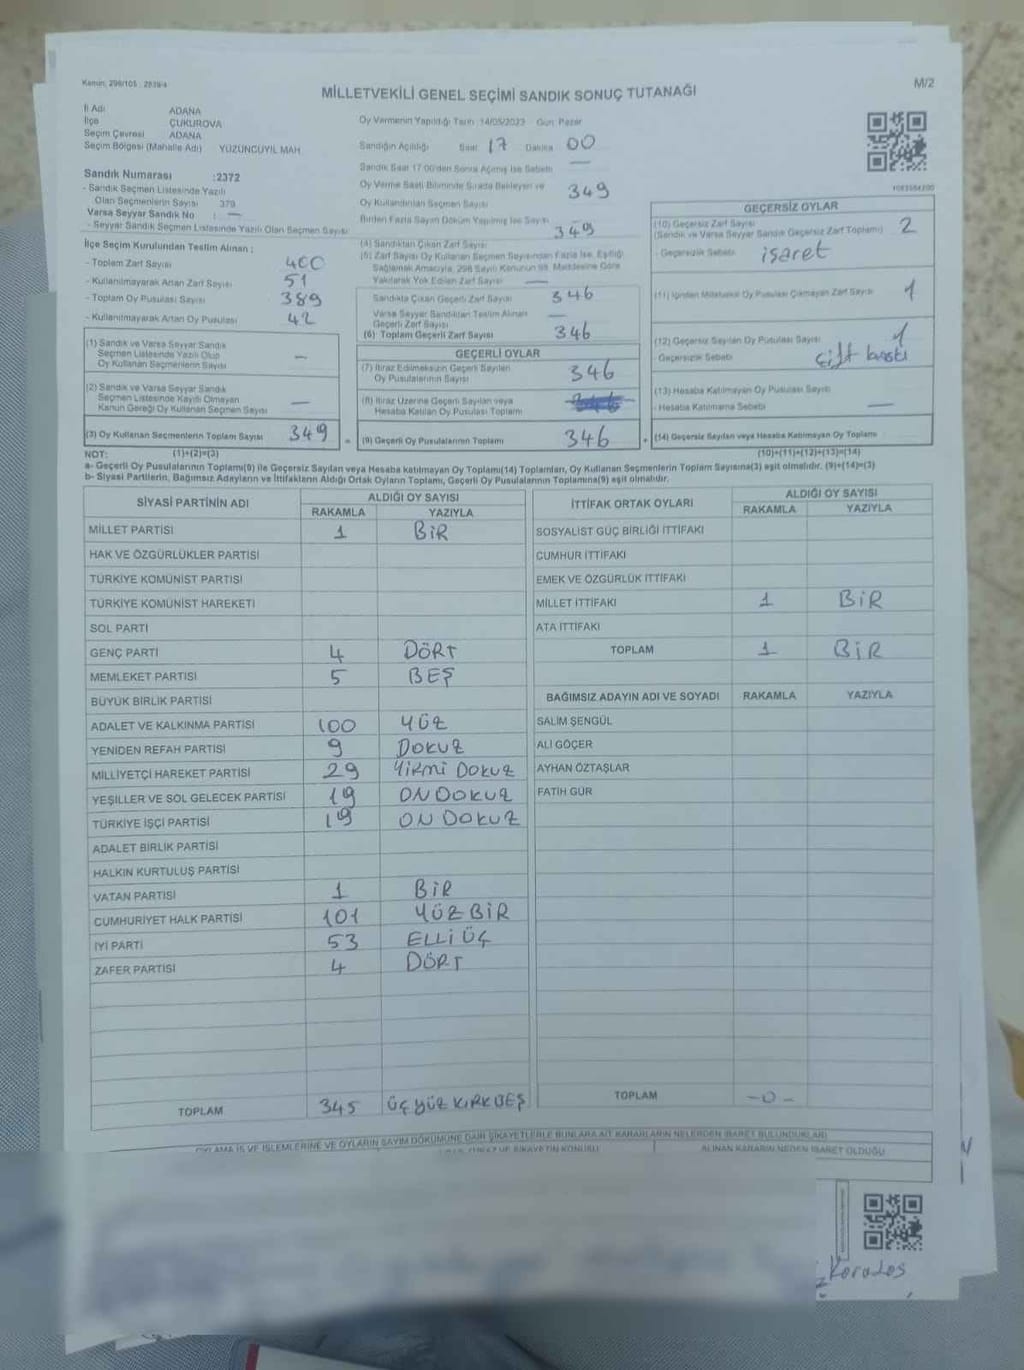 Kanun: 298/105 : 2839/4
M/2
MİLLETVEKİLİ GENEL SEÇİMİ SANDIK SONUÇ TUTANAĞI
İl Adı ADANA
İlçe ÇUKUROVA
Seçim Çevresi ADANA
Seçim Bölgesi (Mahalle Adı) YÜZÜNCÜYIL MAH.
Sandık Numarası :2372
- Sandık Seçmen Listesinde Yazılı
Olan Seçmenlerin Sayısı 379
Varsa Seyyar Sandık No : —
- Seyyar Sandık Seçmen Listesinde Yazılı Olan Seçmen Sayısı
İlçe Seçim Kurulundan Teslim Alınan ;
- Toplam Zarf Sayısı 400
- Kullanılmayarak Artan Zarf Sayısı 51
- Toplam Oy Pusulası Sayısı 389
- Kullanılmayarak Artan Oy Pusulası 42
(1) Sandık ve Varsa Seyyar Sandık
Seçmen Listesinde Yazılı Olup
Oy Kullanan Seçmenlerin Sayısı —
(2) Sandık ve Varsa Seyyar Sandık
Seçmen Listesinde Kayıtlı Olmayan
Kanun Gereği Oy Kullanan Seçmen Sayısı —
(3) Oy Kullanan Seçmenlerin Toplam Sayısı 349
Oy Vermenin Yapıldığı Tarih :14/05/2023 Gün: Pazar
Sandığın Açıldığı Saat 17 Dakika 00
Sandık Saat 17:00'den Sonra Açılmış İse Sebebi —
Oy Verme Saati Bitiminde Sırada Bekleyen ve
Oy Kullandırılan Seçmen Sayısı 349
Birden Fazla Sayım Döküm Yapılmış İse Sayısı
(4) Sandıktan Çıkan Zarf Sayısı 349
(5) Zarf Sayısı Oy Kullanan Seçmen Sayısından Fazla İse, Eşitliği
Sağlamak Amacıyla, 298 Sayılı Kanunun 98. Maddesine Göre
Yakılarak Yok Edilen Zarf Sayısı —
Sandıkta Çıkan Geçerli Zarf Sayısı 346
Varsa Seyyar Sandıktan Teslim Alınan
Geçerli Zarf Sayısı —
(6) Toplam Geçerli Zarf Sayısı 346
GEÇERLİ OYLAR
(7) İtiraz Edilmeksizin Geçerli Sayılan
Oy Pusulalarının Sayısı 346
(8) İtiraz Üzerine Geçerli Sayılan veya
Hesaba Katılan Oy Pusulası Toplamı
= (9) Geçerli Oy Pusulalarının Toplamı 346
GEÇERSİZ OYLAR
(10) Geçersiz Zarf Sayısı 2
(Sandık ve Varsa Seyyar Sandık Geçersiz Zarf Toplamı)
- Geçersizlik Sebebi işaret
(11) İçinden Milletvekili Oy Pusulası Çıkmayan Zarf Sayısı 1
(12) Geçersiz Sayılan Oy Pusulası Sayısı 1
Geçersizlik Sebebi çift baskı
(13) Hesaba Katılmayan Oy Pusulası Sayısı
- Hesaba Katılmama Sebebi —
+ (14) Geçersiz Sayılan veya Hesaba Katılmayan Oy Toplamı
NOT: (1)+(2)=(3) (10)+(11)+(12)+(13)=(14)
a- Geçerli Oy Pusulalarının Toplamı(9) ile Geçersiz Sayılan veya Hesaba katılmayan Oy Toplamı(14) Toplamları, Oy Kullanan Seçmenlerin Toplam Sayısına(3) eşit olmalıdır. (9)+(14)=(3)
b- Siyasi Partilerin, Bağımsız Adayların ve İttifakların Aldığı Ortak Oyların Toplamı, Geçerli Oy Pusulalarının Toplamına(9) eşit olmalıdır.
SİYASİ PARTİNİN ADI ALDIĞI OY SAYISI
RAKAMLA YAZIYLA
MİLLET PARTİSİ 1 BİR
HAK VE ÖZGÜRLÜKLER PARTİSİ
TÜRKİYE KOMÜNİST PARTİSİ
TÜRKİYE KOMÜNİST HAREKETİ
SOL PARTİ
GENÇ PARTİ 4 DÖRT
MEMLEKET PARTİSİ 5 BEŞ
BÜYÜK BİRLİK PARTİSİ
ADALET VE KALKINMA PARTİSİ 100 YÜZ
YENİDEN REFAH PARTİSİ 9 DOKUZ
MİLLİYETÇİ HAREKET PARTİSİ 29 YİRMİ DOKUZ
YEŞİLLER VE SOL GELECEK PARTİSİ 19 ON DOKUZ
TÜRKİYE İŞÇİ PARTİSİ 19 ON DOKUZ
ADALET BİRLİK PARTİSİ
HALKIN KURTULUŞ PARTİSİ
VATAN PARTİSİ 1 BİR
CUMHURİYET HALK PARTİSİ 101 YÜZ BİR
İYİ PARTİ 53 ELLİ ÜÇ
ZAFER PARTİSİ 4 DÖRT
TOPLAM 345 ÜÇ YÜZ KIRK BEŞ
İTTİFAK ORTAK OYLARI ALDIĞI OY SAYISI
RAKAMLA YAZIYLA
SOSYALİST GÜÇ BİRLİĞİ İTTİFAKI
CUMHUR İTTİFAKI
EMEK VE ÖZGÜRLÜK İTTİFAKI
MİLLET İTTİFAKI 1 BİR
ATA İTTİFAKI
TOPLAM 1 BİR
BAĞIMSIZ ADAYIN ADI VE SOYADI RAKAMLA YAZIYLA
SALİM ŞENGÜL
ALİ GÖÇER
AYHAN ÖZTAŞLAR
FATİH GÜR
TOPLAM -0-
OYLAMA İŞ VE İŞLEMLERİNE VE OYLARIN SAYIM DÖKÜMÜNE DAİR ŞİKAYETLERLE BUNLARA AİT KARARLARIN NELERDEN İBARET BULUNDUKLARI
ALINAN KARARIN NEDEN İBARET OLDUĞU